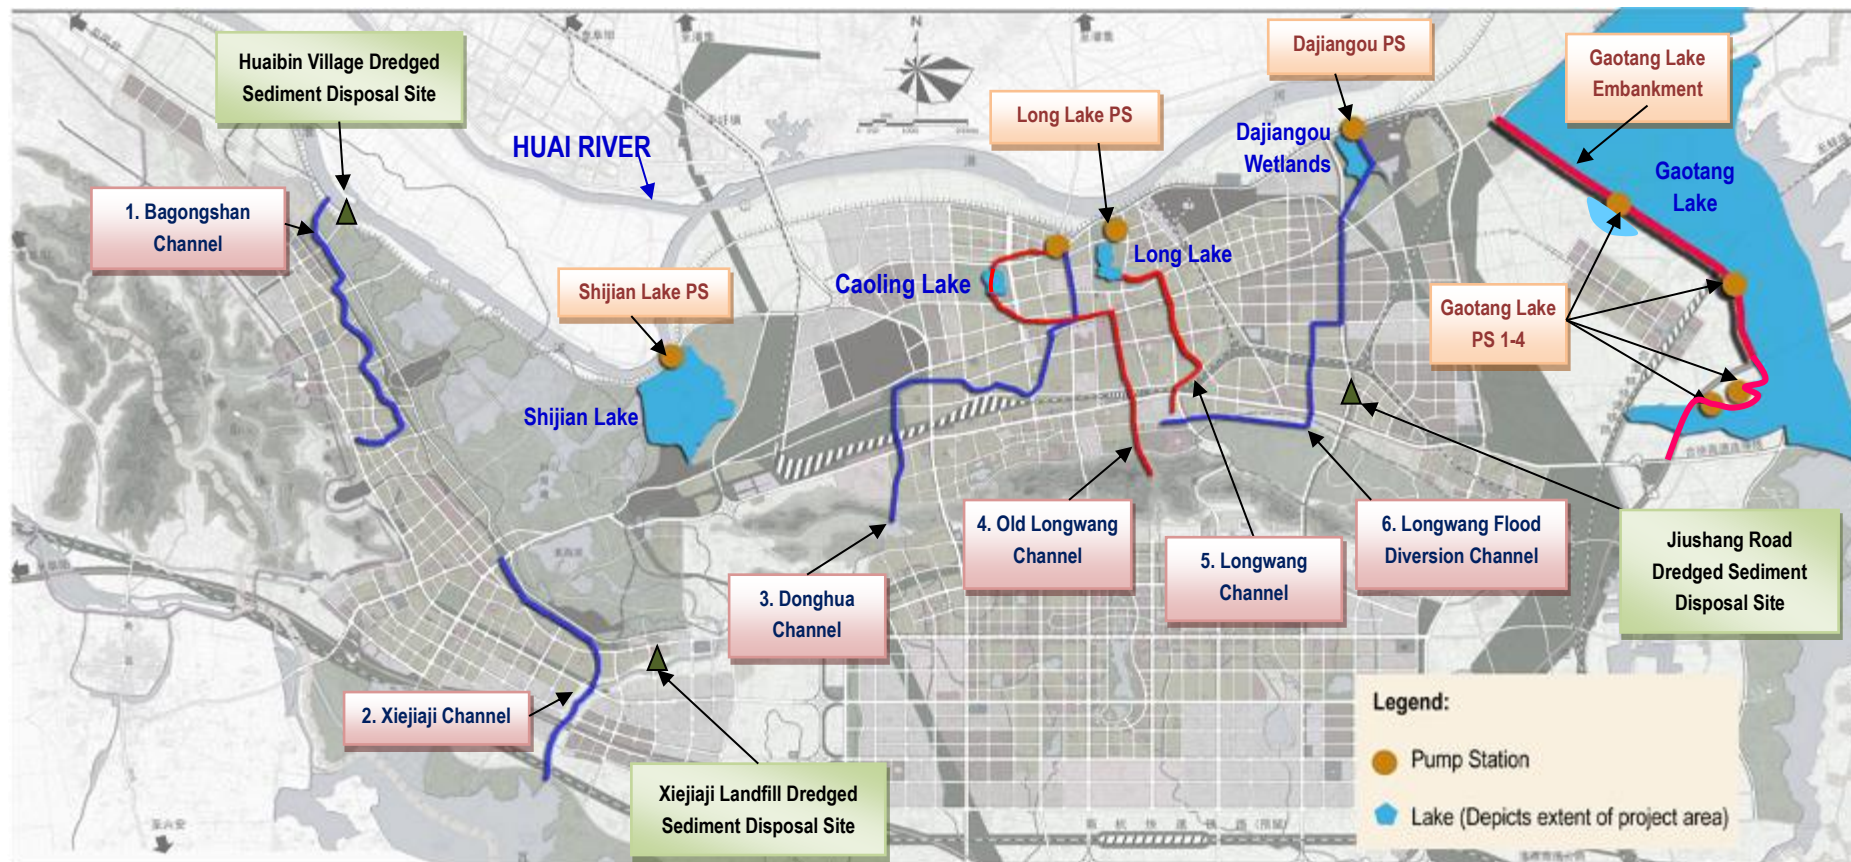 Huaibin Village Dredged
Sediment Disposal Site
HUAI RIVER
N
Long Lake PS
Dajiangou PS
Dajiangou
Wetlands
Gaotang Lake
Embankment
Gaotang
Lake
1. Bagongshan
Channel
Shijian Lake PS
Caoling Lake
Long Lake
Gaotang Lake
PS 1-4
Shijian Lake
4. Old Longwang
Channel
5. Longwang
Channel
6. Longwang Flood
Diversion Channel
Jiushang Road
Dredged Sediment
Disposal Site
3. Donghua
Channel
2. Xiejiaji Channel
Xiejiaji Landfill Dredged
Sediment Disposal Site
Legend:
Pump Station
Lake (Depicts extent of project area)